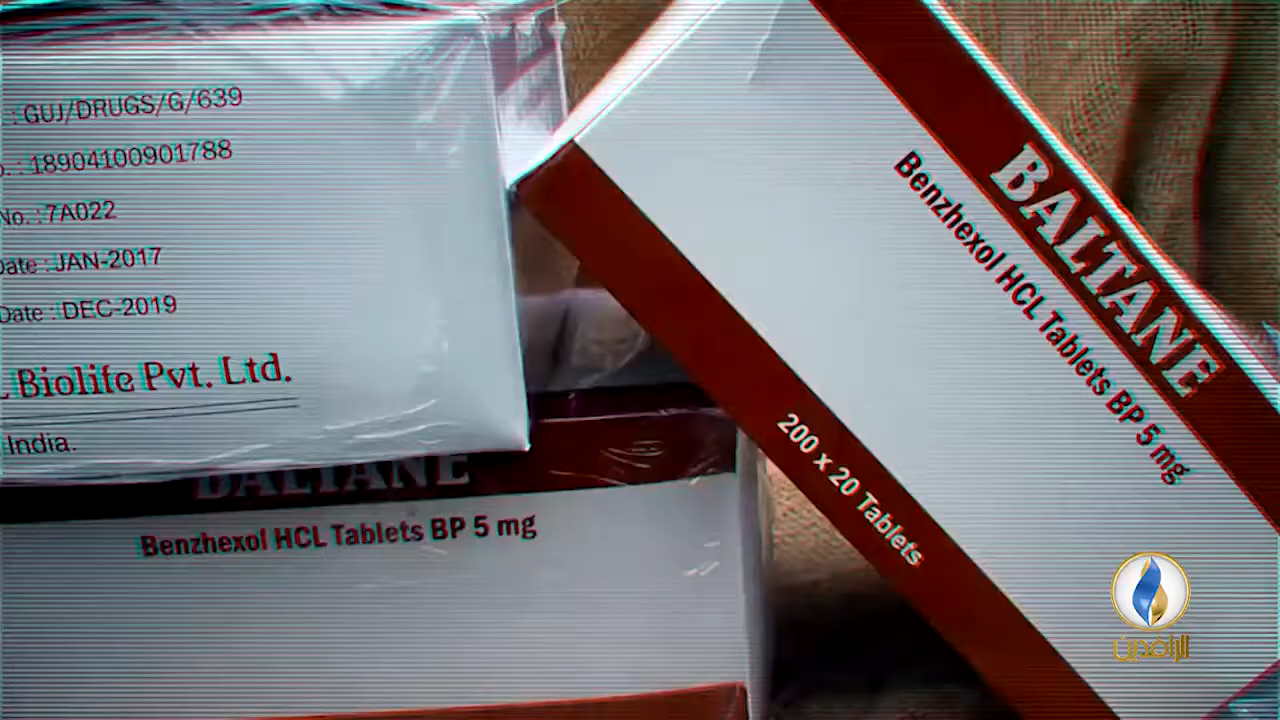 : GUJ/DRUGS/G/639
. : 18904100901788
No. : 7A022
Date : JAN-2017
Date : DEC-2019
Biolife Pvt. Ltd.
India.
BALTANE
Benzhexol HCL Tablets BP 5 mg
BALTANE
Benzhexol HCL Tablets BP 5 mg
200 x 20 Tablets
الرافدين